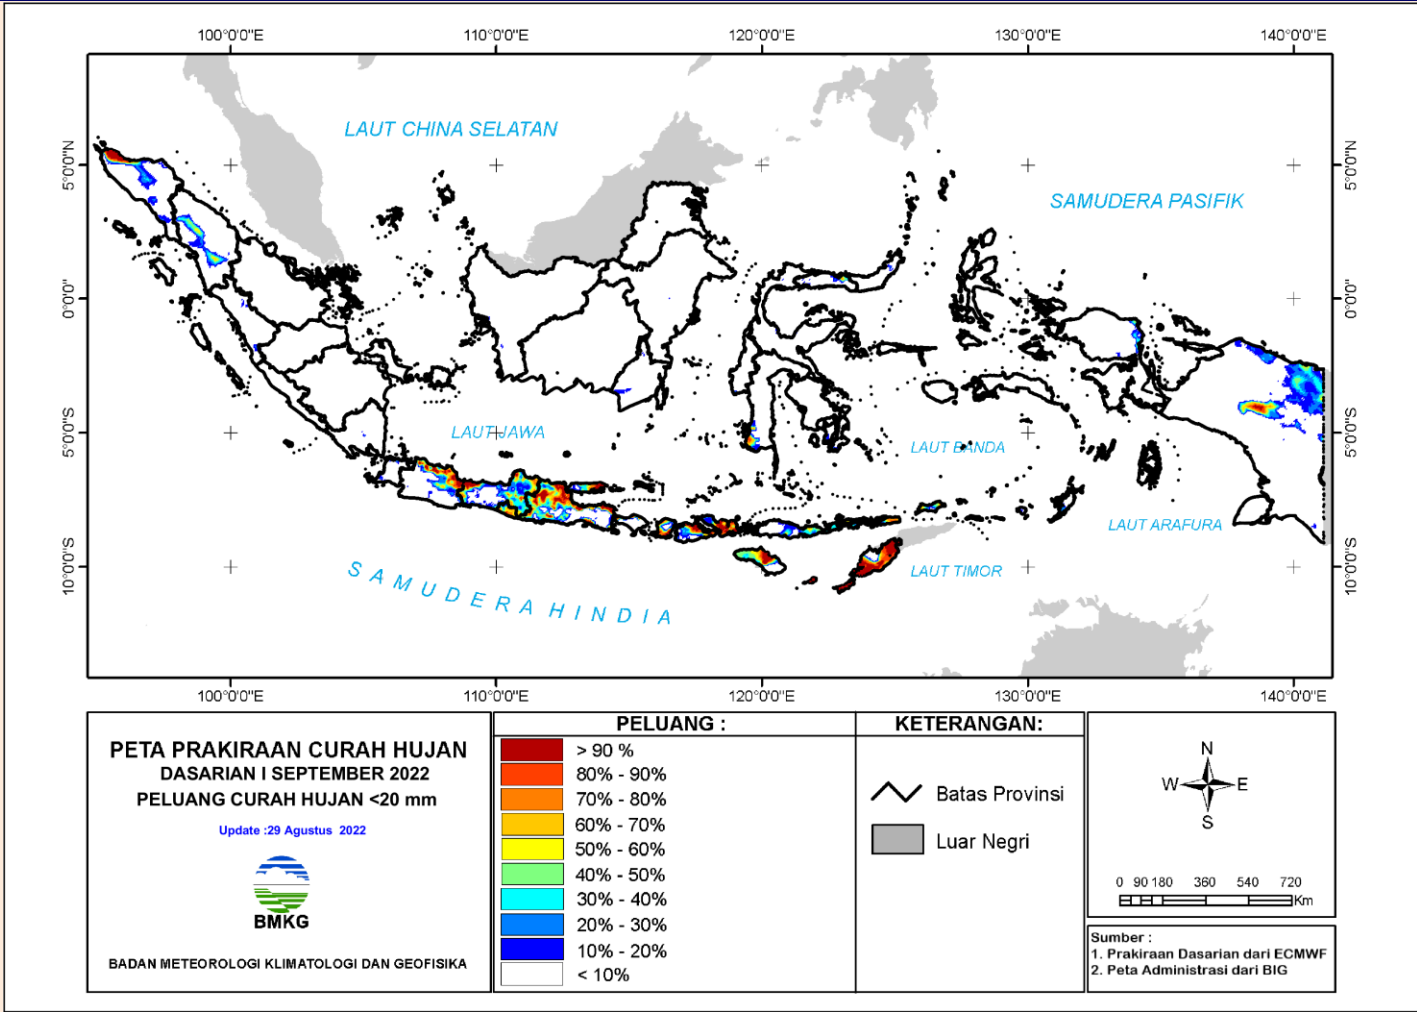 100°0'0"E 110°0'0"E 120°0'0"E 130°0'0"E 140°0'0"E
LAUT CHINA SELATAN
5°0'0"N
5°0'0"N
SAMUDERA PASIFIK
0°0'0"
0°0'0"
LAUT JAWA
5°0'0"S
5°0'0"S
LAUT BANDA
LAUT ARAFURA
10°0'0"S
10°0'0"S
LAUT TIMOR
SAMUDERA HINDIA
100°0'0"E 110°0'0"E 120°0'0"E 130°0'0"E 140°0'0"E
PETA PRAKIRAAN CURAH HUJAN
DASARIAN I SEPTEMBER 2022
PELUANG CURAH HUJAN <20 mm
Update :29 Agustus 2022
BMKG
BADAN METEOROLOGI KLIMATOLOGI DAN GEOFISIKA
PELUANG :
> 90 %
80% - 90%
70% - 80%
60% - 70%
50% - 60%
40% - 50%
30% - 40%
20% - 30%
10% - 20%
< 10%
KETERANGAN:
Batas Provinsi
Luar Negri
N
W E
S
0 90 180 360 540 720
Km
Sumber :
1. Prakiraan Dasarian dari ECMWF
2. Peta Administrasi dari BIG